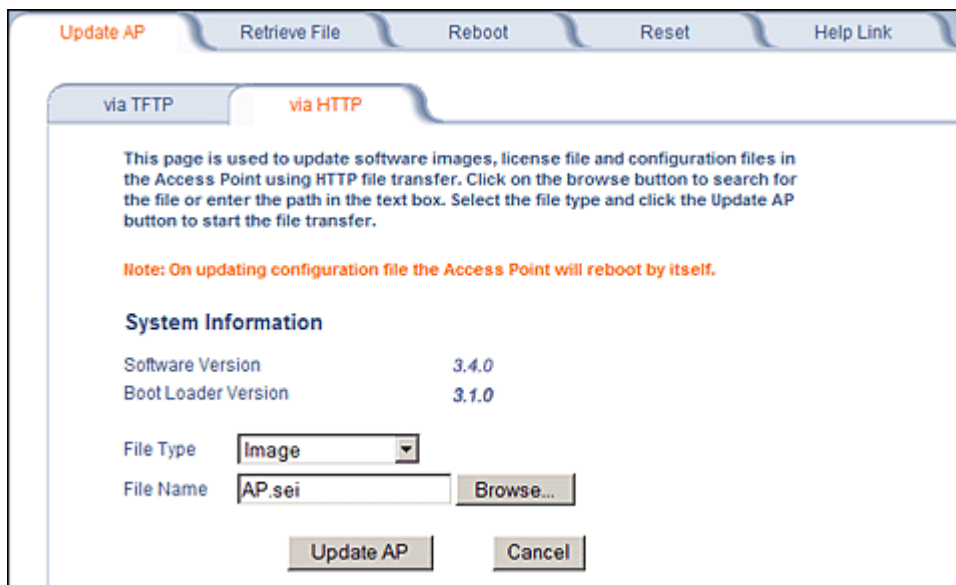 Update AP
Retrieve File
Reboot
Reset
Help Link
via TFTP
via HTTP
This page is used to update software images, license file and configuration files in
the Access Point using HTTP file transfer. Click on the browse button to search for
the file or enter the path in the text box. Select the file type and click the Update AP
button to start the file transfer.
Note: On updating configuration file the Access Point will reboot by itself.
System Information
Software Version 3.4.0
Boot Loader Version 3.1.0
File Type Image
File Name AP.sei Browse...
Update AP Cancel